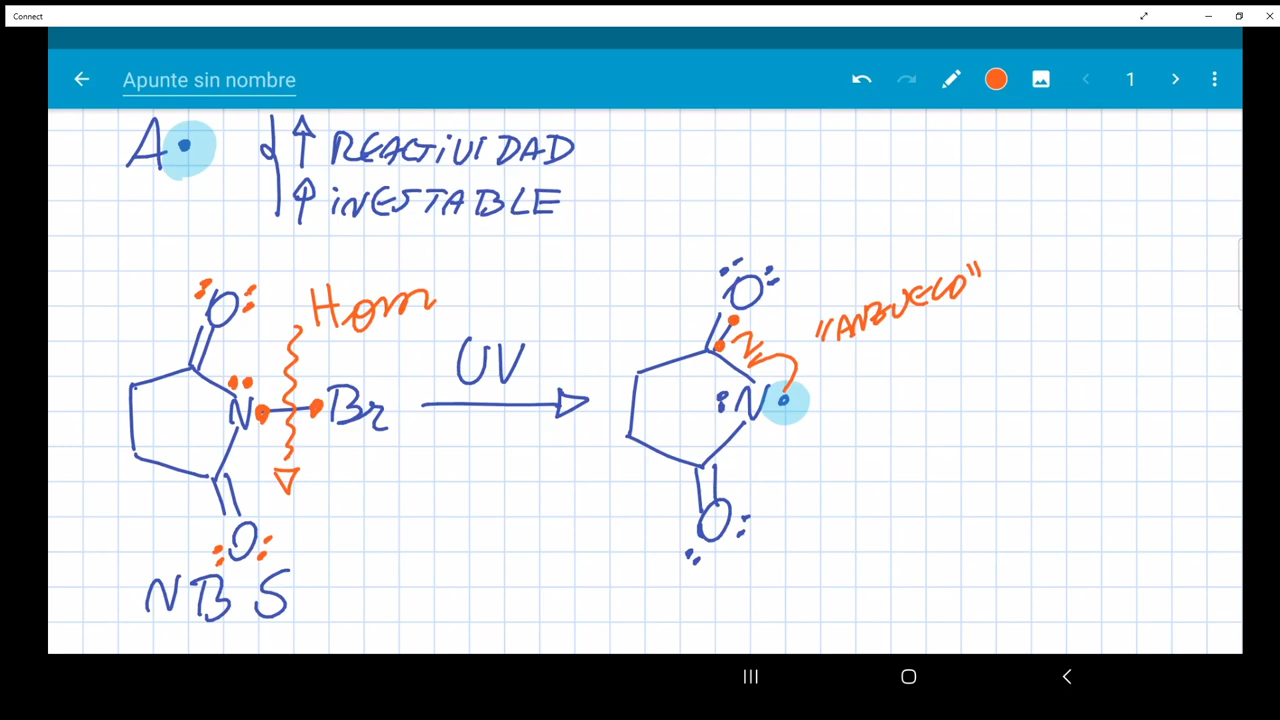 Connect
Apunte sin nombre
1
A• ↑ REACTIVIDAD
↑ INESTABLE
O
Hom
N Br
O
NBS
UV
O
"ANZUELO"
N
O